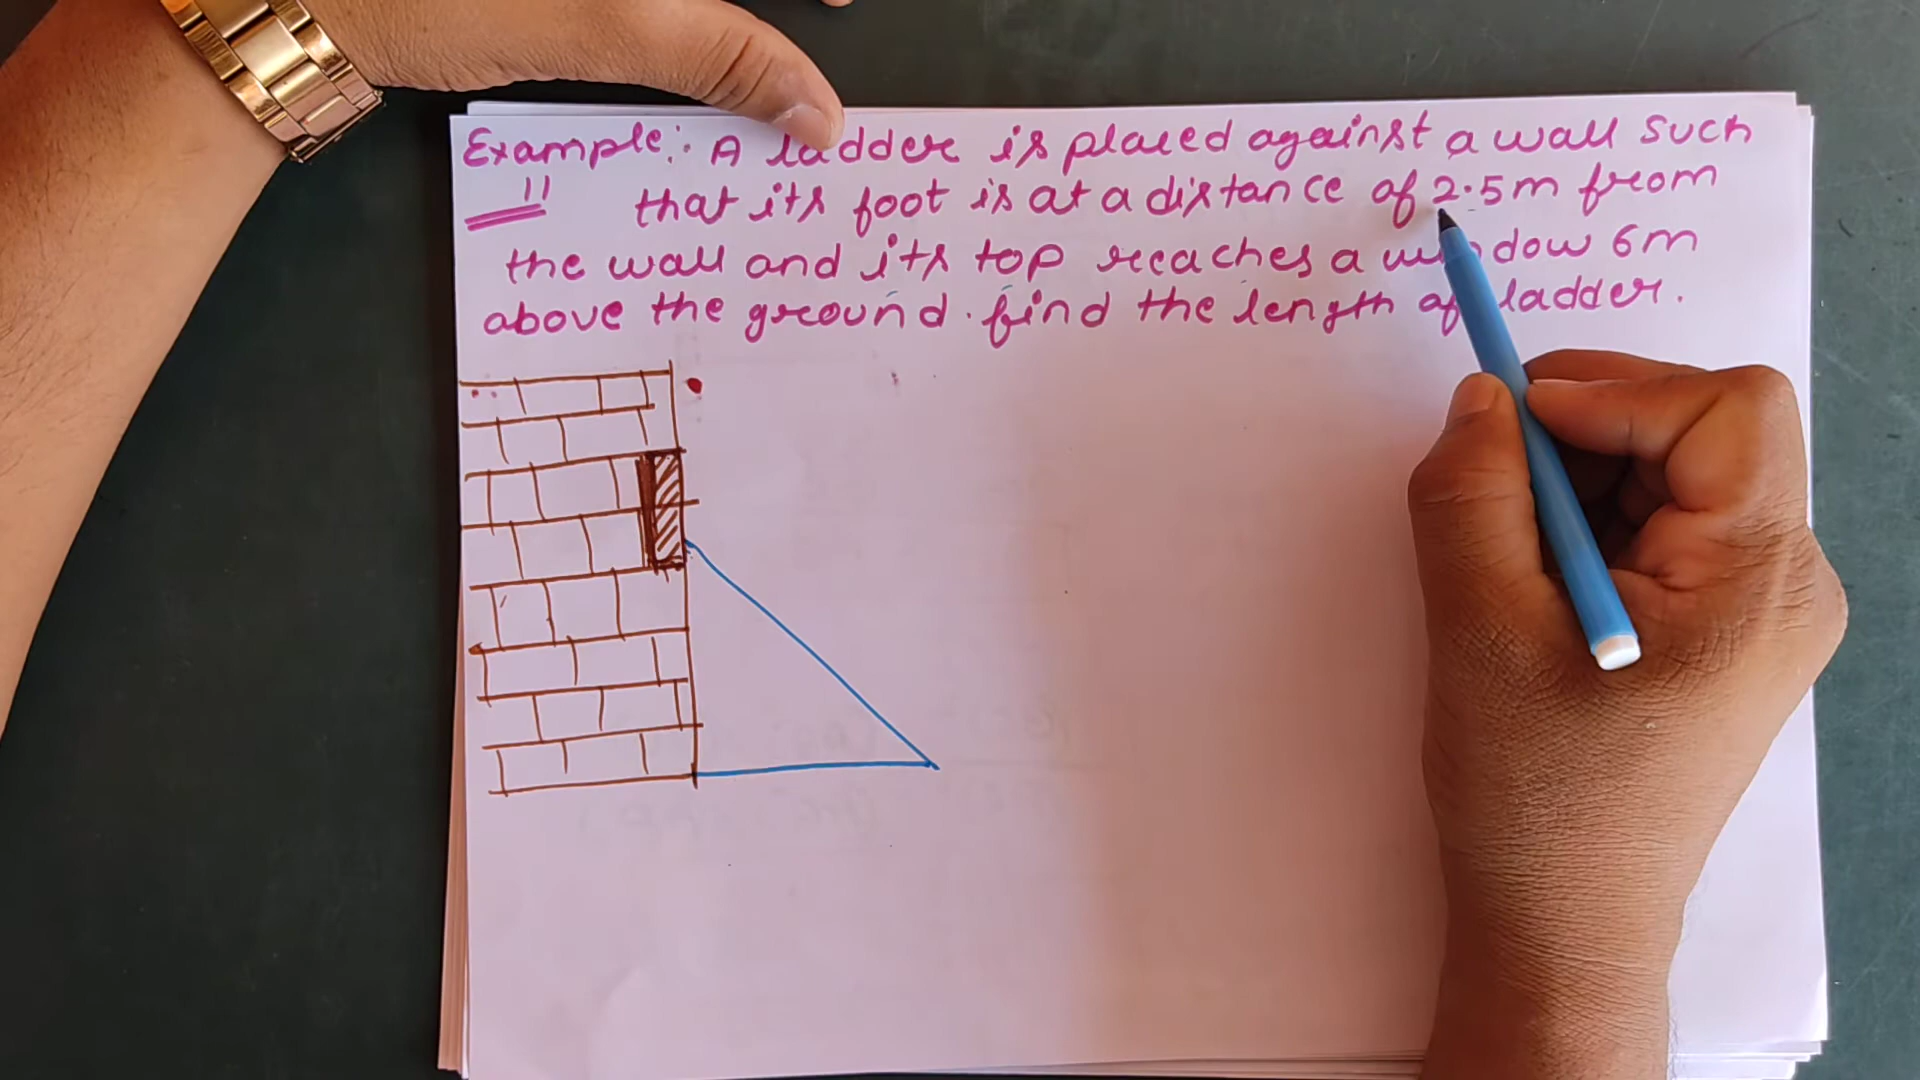 Example:. A ladder is placed against a wall such
11 that its foot is at a distance of 2.5m from
the wall and its top reaches a window 6m
above the ground. find the length of ladder.